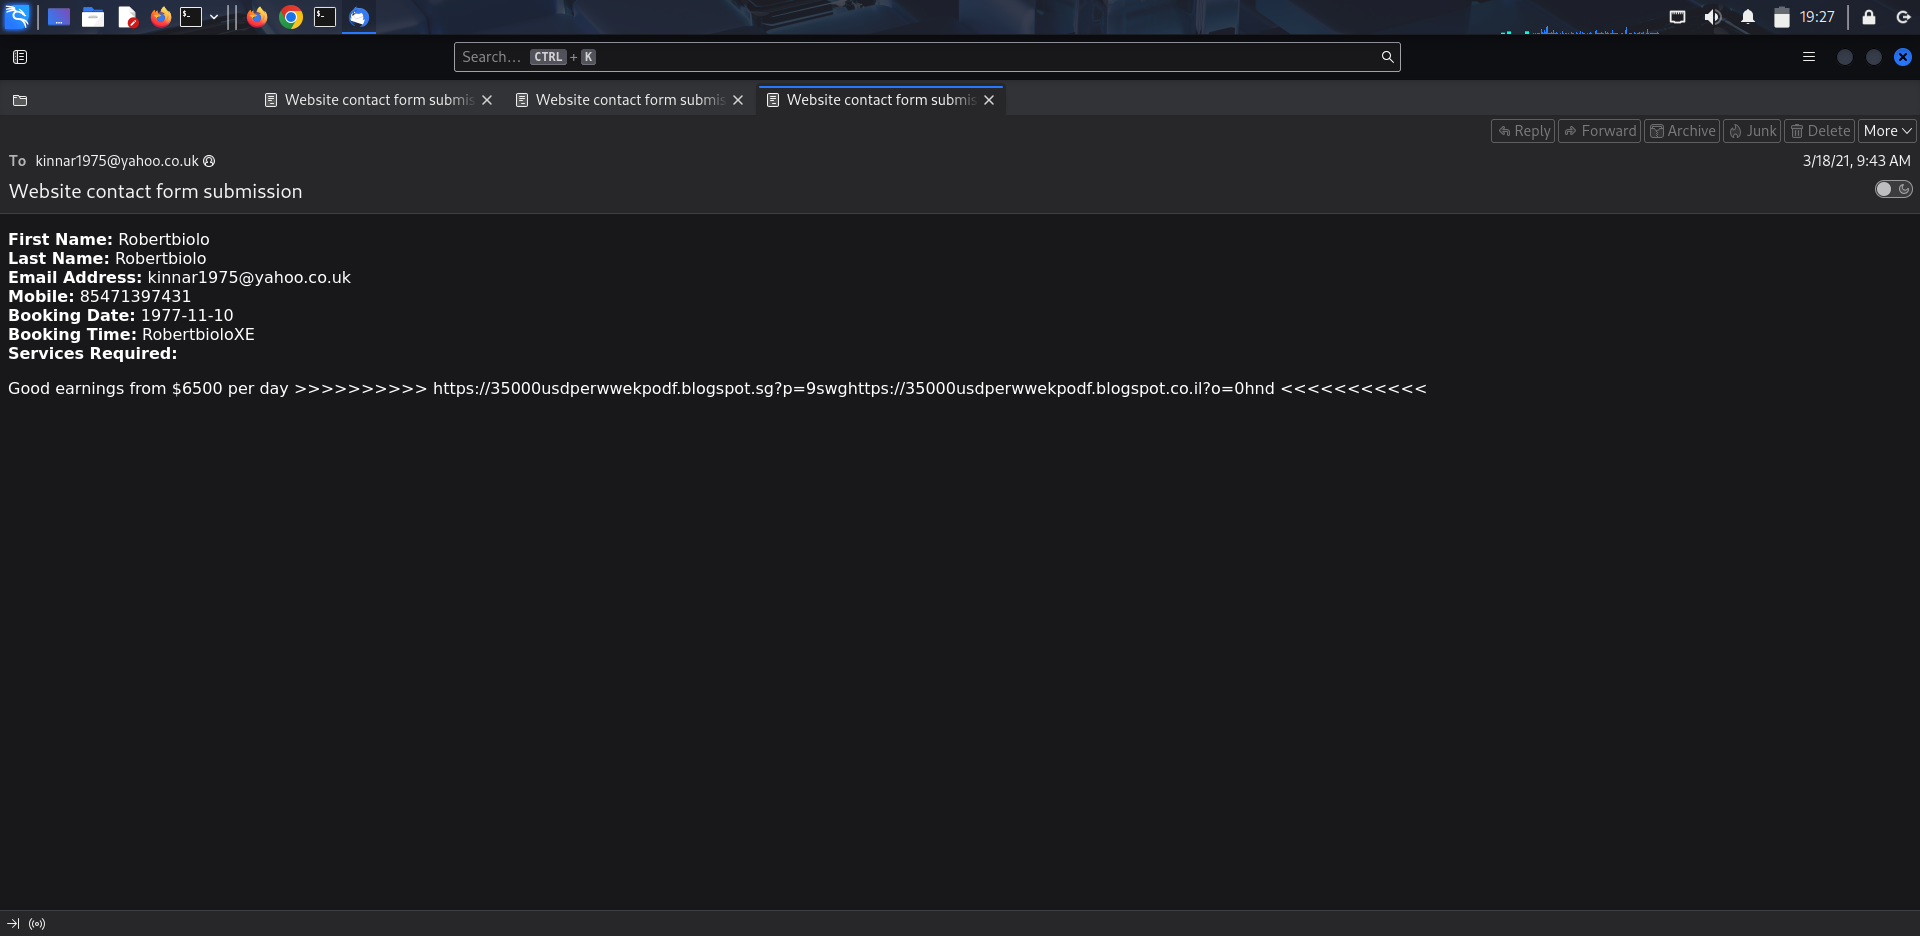 19:27
Search... CTRL + K
Website contact form submis
Website contact form submis
Website contact form submis
Reply
Forward
Archive
Junk
Delete
More
To kinnar1975@yahoo.co.uk
3/18/21, 9:43 AM
Website contact form submission
First Name: Robertbiolo
Last Name: Robertbiolo
Email Address: kinnar1975@yahoo.co.uk
Mobile: 85471397431
Booking Date: 1977-11-10
Booking Time: RobertbioloXE
Services Required:
Good earnings from $6500 per day >>>>>>>>>> https://35000usdperwwekpodf.blogspot.sg?p=9swghttps://35000usdperwwekpodf.blogspot.co.il?o=0hnd <<<<<<<<<<<